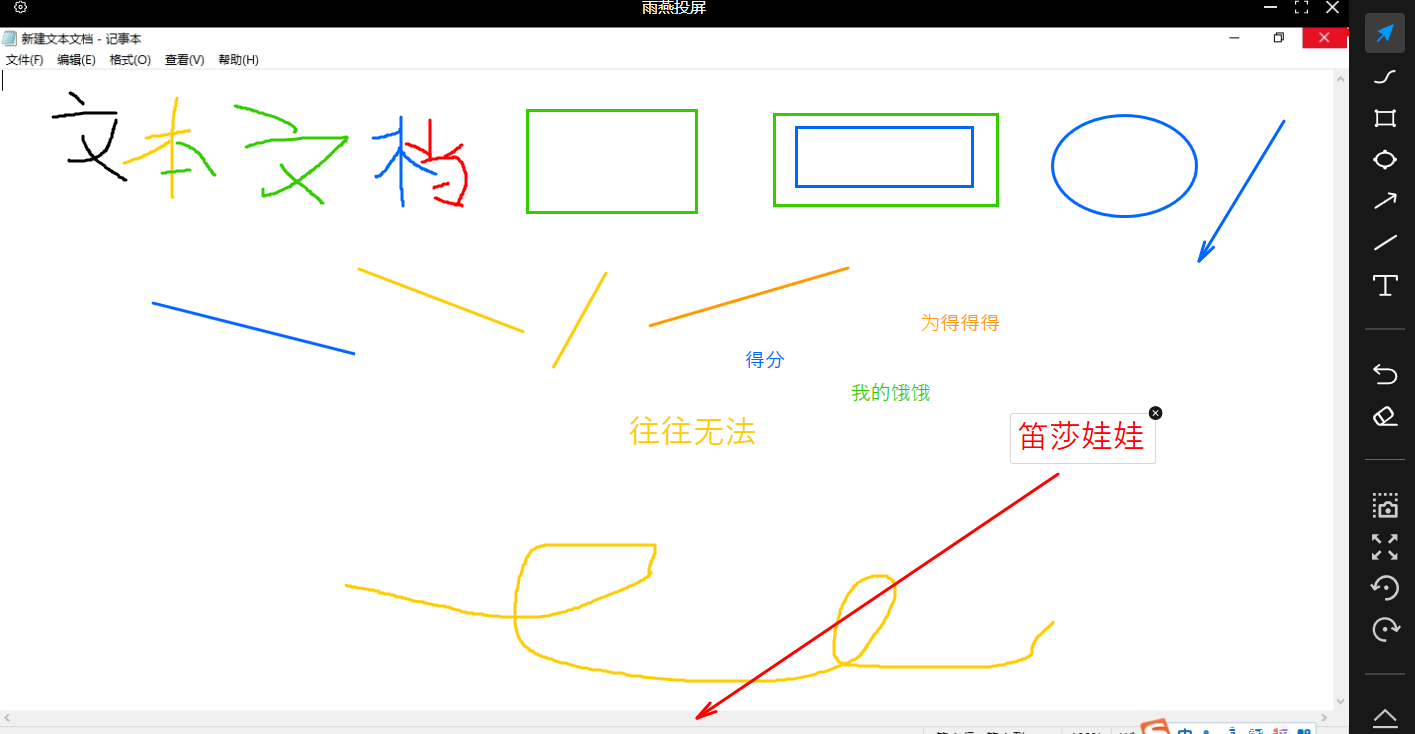 雨燕投屏
新建文本文档 - 记事本
文件(F) 编辑(E) 格式(O) 查看(V) 帮助(H)
文本文档
为得得得
得分
我的饿饿
往往无法
笛莎娃娃